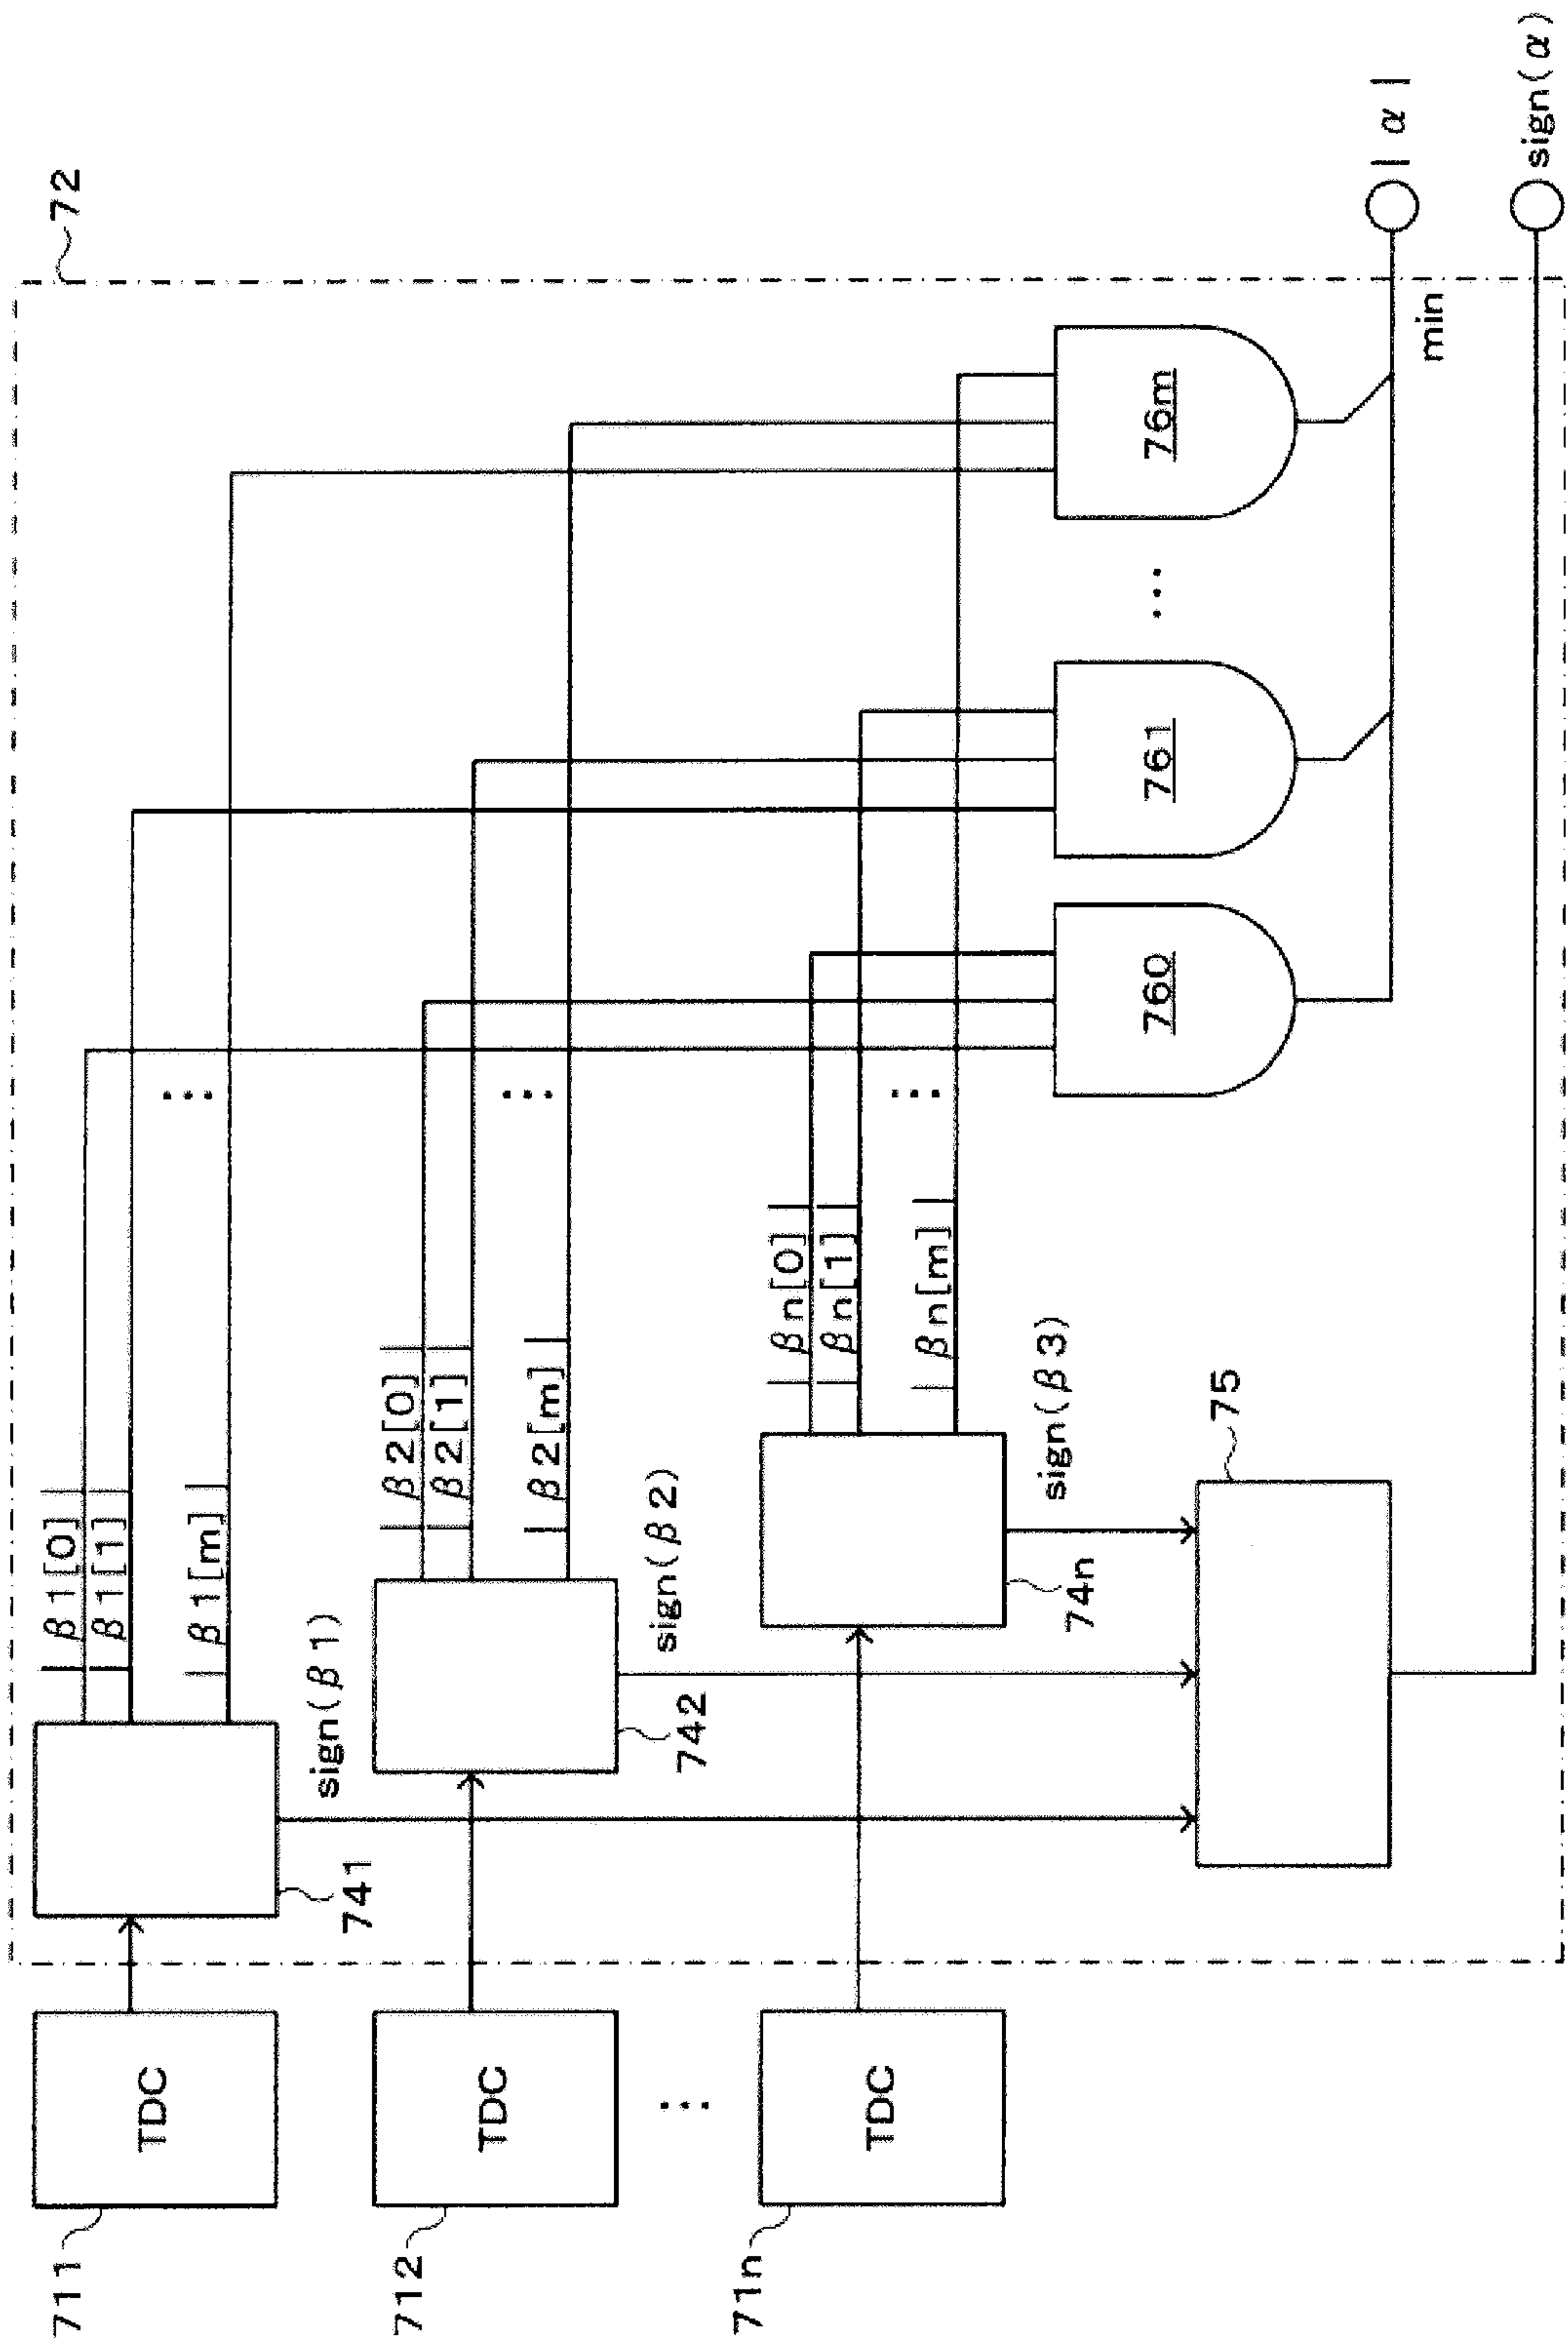 72
711
TDC
741
| β1[0] |
| β1[1] |
| β1[m] |
sign(β1)
712
TDC
742
| β2[0] |
| β2[1] |
| β2[m] |
sign(β2)
71n
TDC
74n
| βn[0] |
| βn[1] |
| βn[m] |
sign(β3)
75
760
761
76m
min
| α |
sign(α)